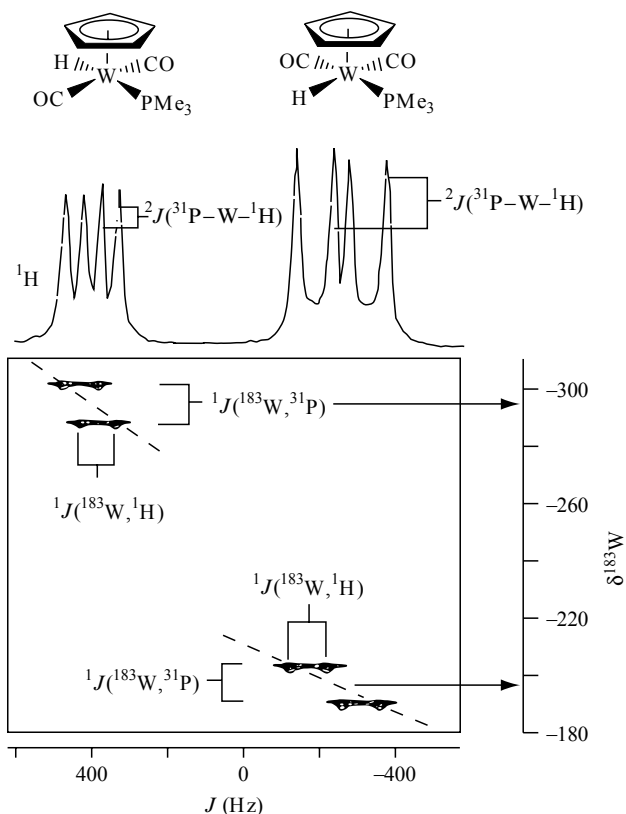 H
W
CO
OC
PMe₃
OC
CO
W
H
PMe₃
²J(³¹P–W–¹H)
²J(³¹P–W–¹H)
¹H
¹J(¹⁸³W,³¹P)
¹J(¹⁸³W,¹H)
¹J(¹⁸³W,¹H)
¹J(¹⁸³W,³¹P)
–300
–260
–220
–180
δ¹⁸³W
400
0
–400
J (Hz)